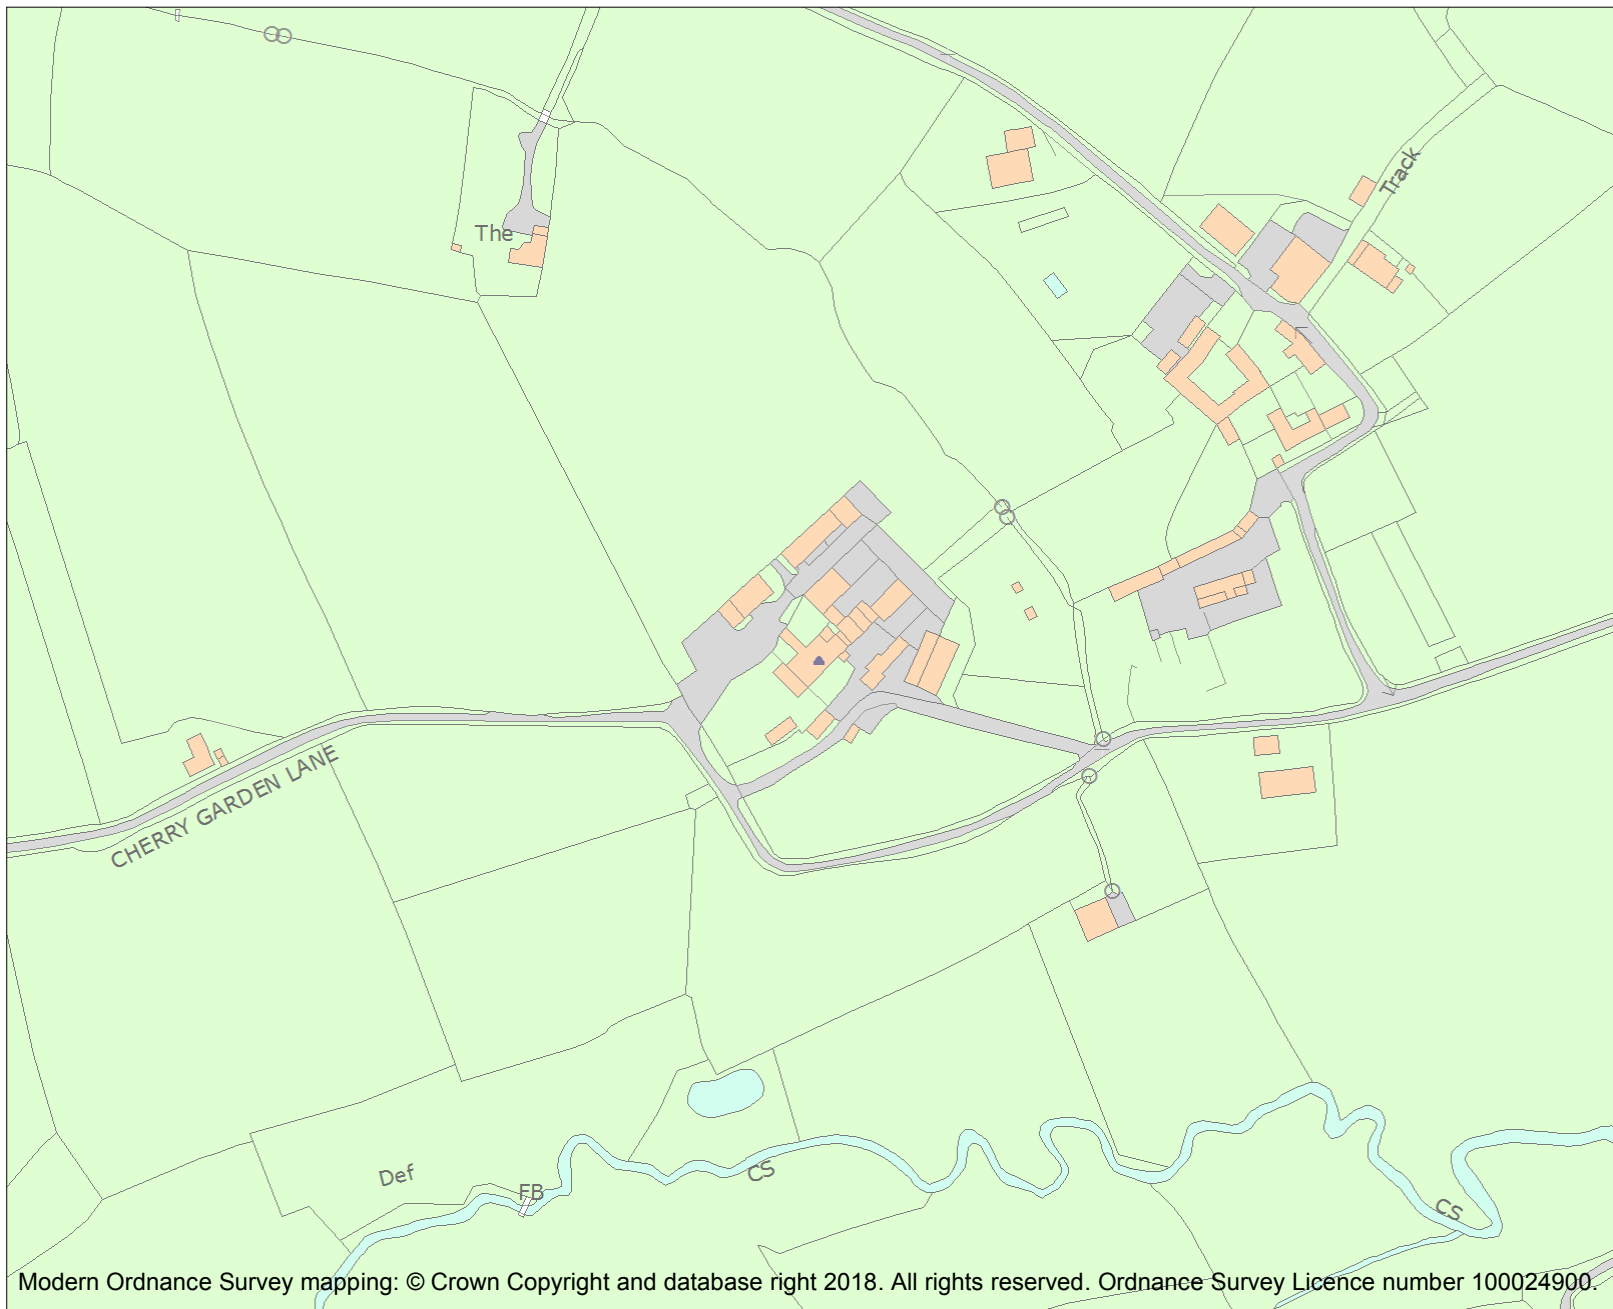 Track
The
CHERRY GARDEN LANE
Def
FB
CS
CS
Modern Ordnance Survey mapping: © Crown Copyright and database right 2018. All rights reserved. Ordnance Survey Licence number 100024900.